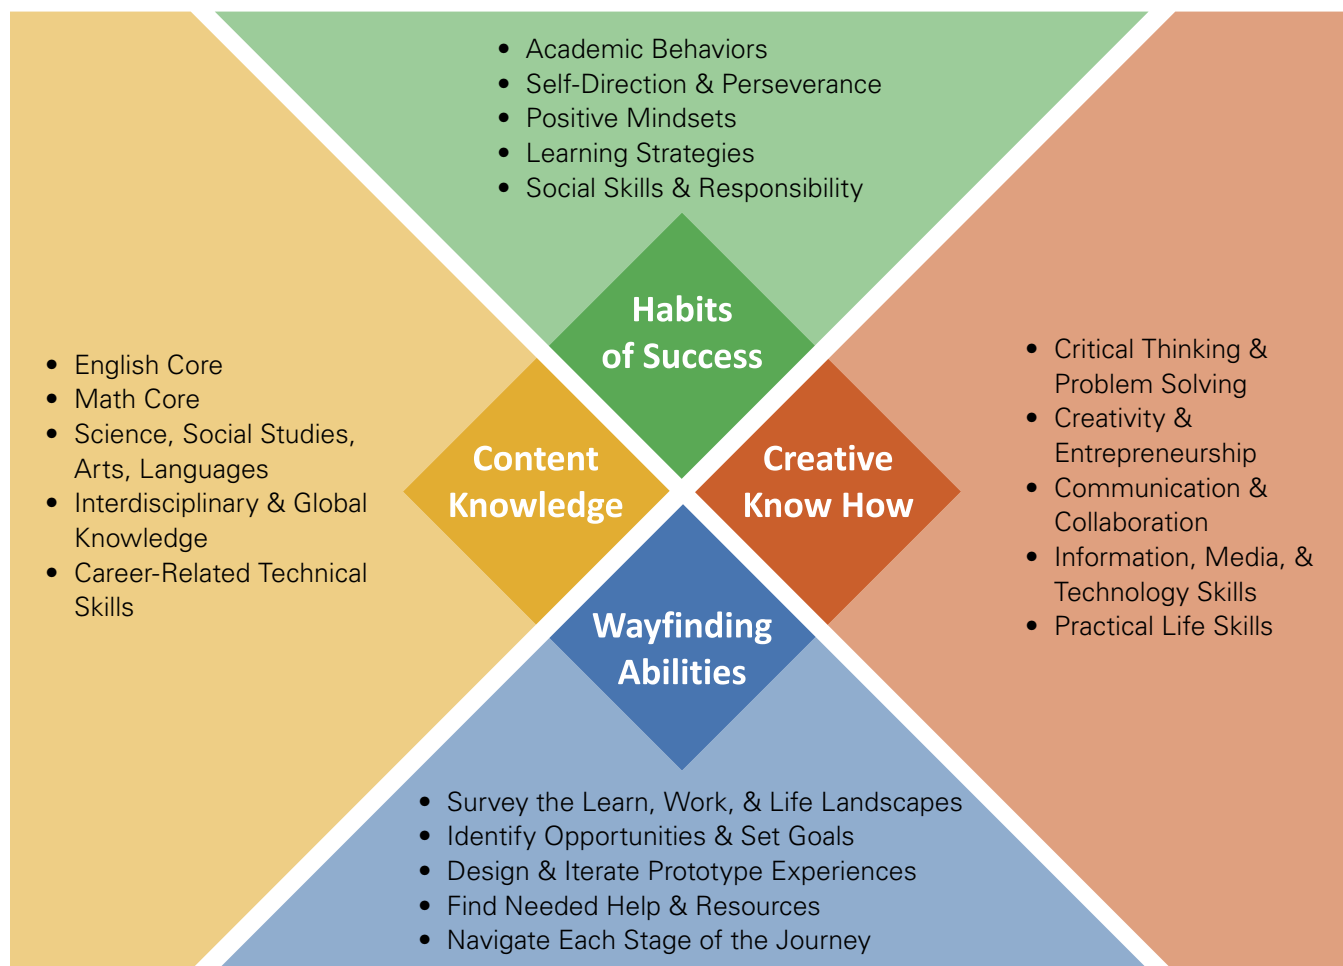 • Academic Behaviors
• Self-Direction & Perseverance
• Positive Mindsets
• Learning Strategies
• Social Skills & Responsibility
Habits
of Success
• English Core
• Math Core
• Science, Social Studies,
Arts, Languages
• Interdisciplinary & Global
Knowledge
• Career-Related Technical
Skills
Content
Knowledge
Creative
Know How
• Critical Thinking &
Problem Solving
• Creativity &
Entrepreneurship
• Communication &
Collaboration
• Information, Media, &
Technology Skills
• Practical Life Skills
Wayfinding
Abilities
• Survey the Learn, Work, & Life Landscapes
• Identify Opportunities & Set Goals
• Design & Iterate Prototype Experiences
• Find Needed Help & Resources
• Navigate Each Stage of the Journey